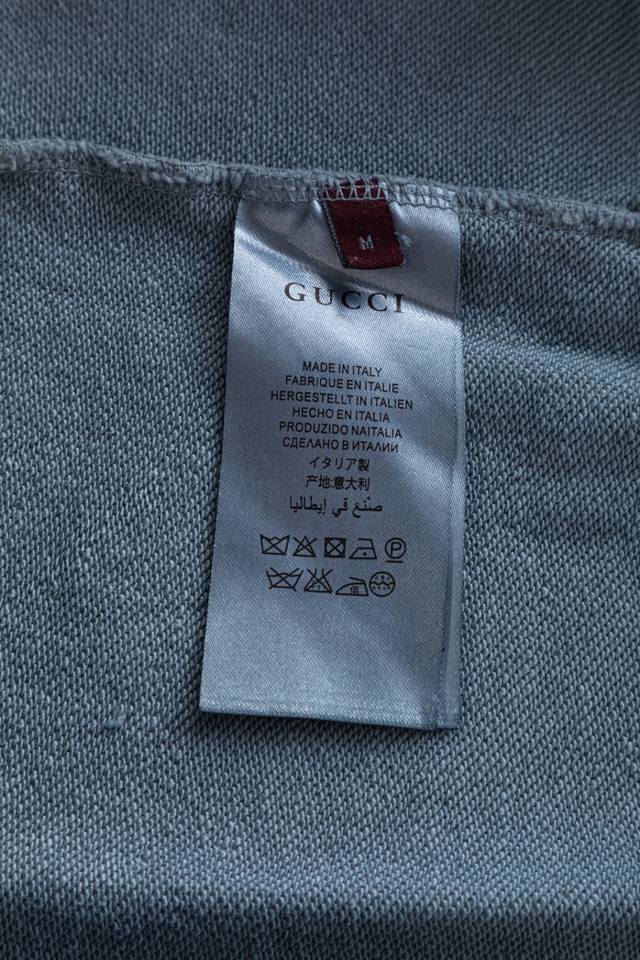 M
GUCCI
MADE IN ITALY
FABRIQUE EN ITALIE
HERGESTELLT IN ITALIEN
HECHO EN ITALIA
PRODUZIDO NAITALIA
СДЕЛАНО В ИТАЛИИ
イタリア製
产地:意大利
صنع في إيطاليا
P